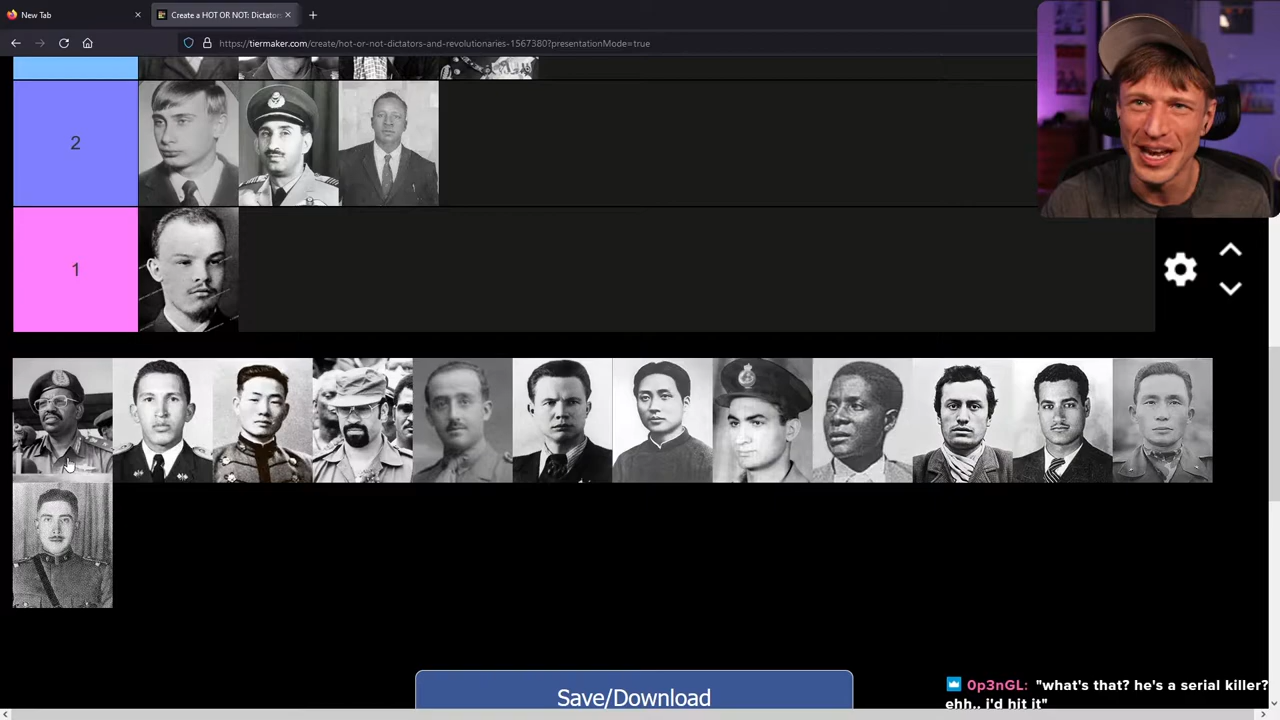 New Tab
Create a HOT OR NOT: Dictator
https://tiermaker.com/create/hot-or-not-dictators-and-revolutionaries-1567380?presentationMode=true
2
1
Save/Download
0p3nGL: "what's that? he's a serial killer?
ehh.. i'd hit it"